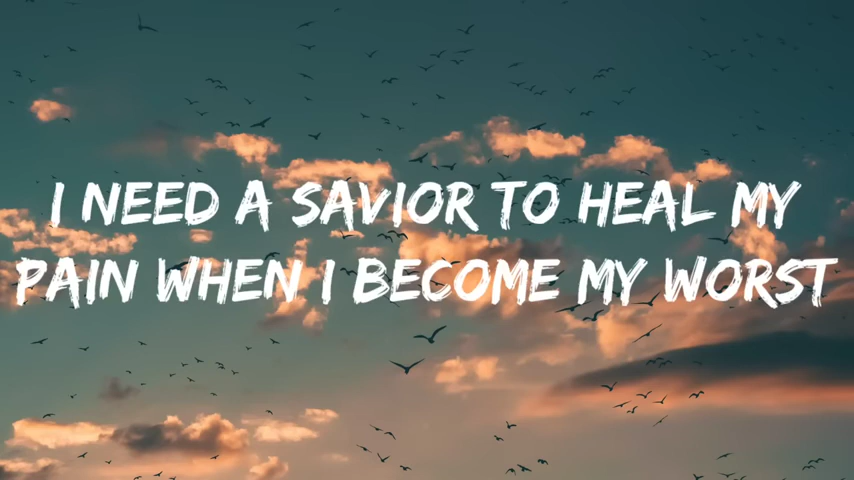 I NEED A SAVIOR TO HEAL MY
PAIN WHEN I BECOME MY WORST